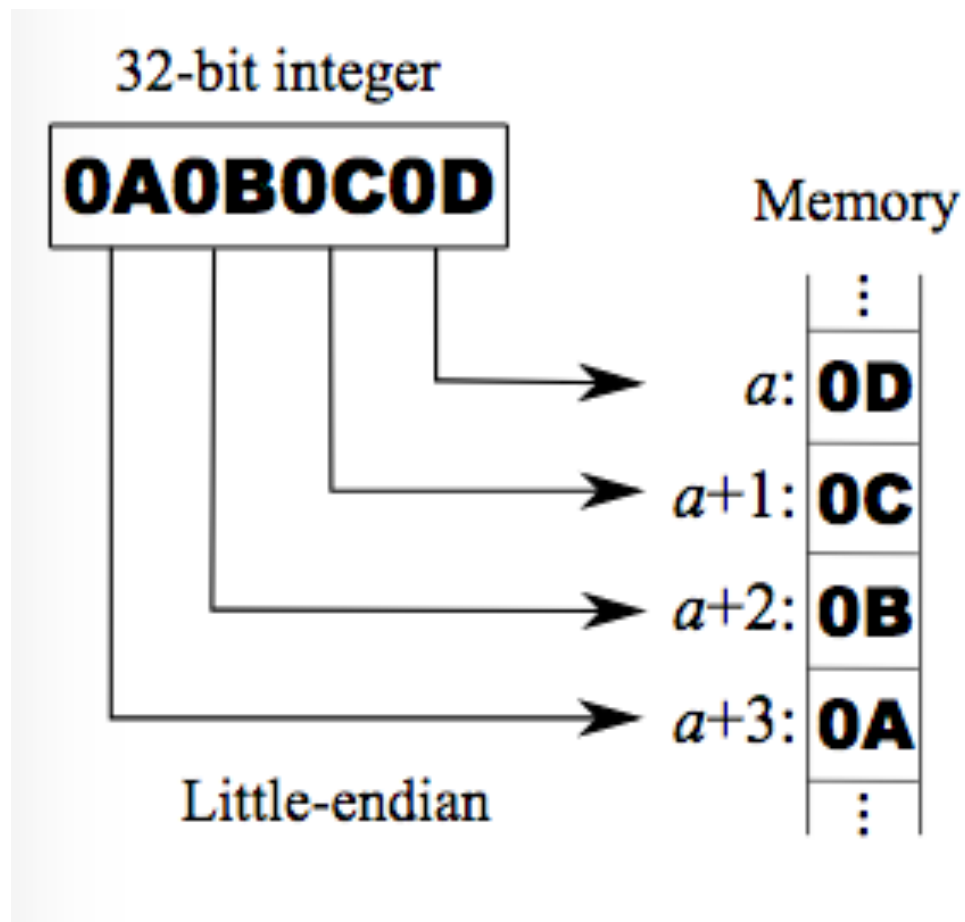 32-bit integer
0A0B0C0D
Memory
⋮
a: 0D
a+1: 0C
a+2: 0B
a+3: 0A
⋮
Little-endian